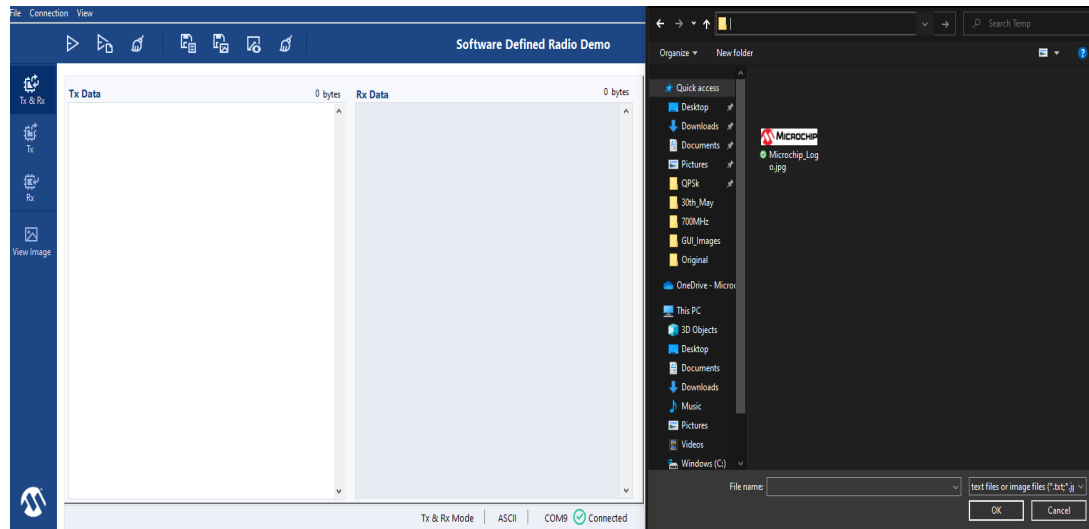 File Connection View
Software Defined Radio Demo
Tx & Rx
Tx
Rx
View Image
Tx Data 0 bytes
Rx Data 0 bytes
Tx & Rx Mode ASCII COM9 Connected
Search Temp
Organize New folder
Quick access
Desktop
Downloads
Documents
Pictures
QPSk
30th_May
700MHz
GUI_Images
Original
OneDrive - Micro
This PC
3D Objects
Desktop
Documents
Downloads
Music
Pictures
Videos
Windows (C:)
MICROCHIP
Microchip_Log
o.jpg
File name:
text files or image files (*.txt;*.j
OK Cancel